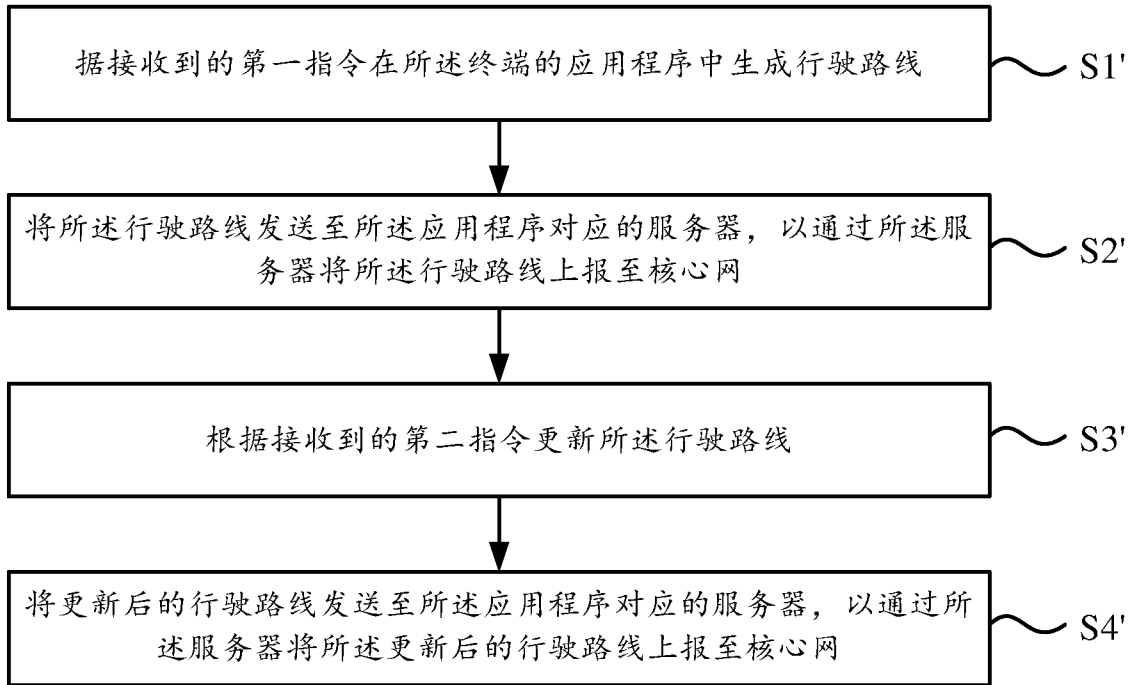 据接收到的第一指令在所述终端的应用程序中生成行驶路线
S1'
将所述行驶路线发送至所述应用程序对应的服务器，以通过所述服
务器将所述行驶路线上报至核心网
S2'
根据接收到的第二指令更新所述行驶路线
S3'
将更新后的行驶路线发送至所述应用程序对应的服务器，以通过所
述服务器将所述更新后的行驶路线上报至核心网
S4'